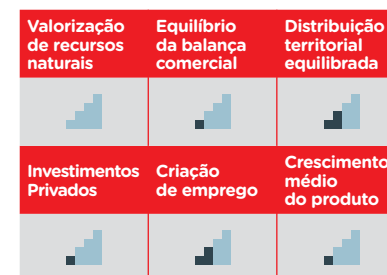 Valorização
de recursos
naturais
Equilíbrio
da balança
comercial
Distribuição
territorial
equilibrada
Investimentos
Privados
Criação
de emprego
Crescimento
médio
do produto